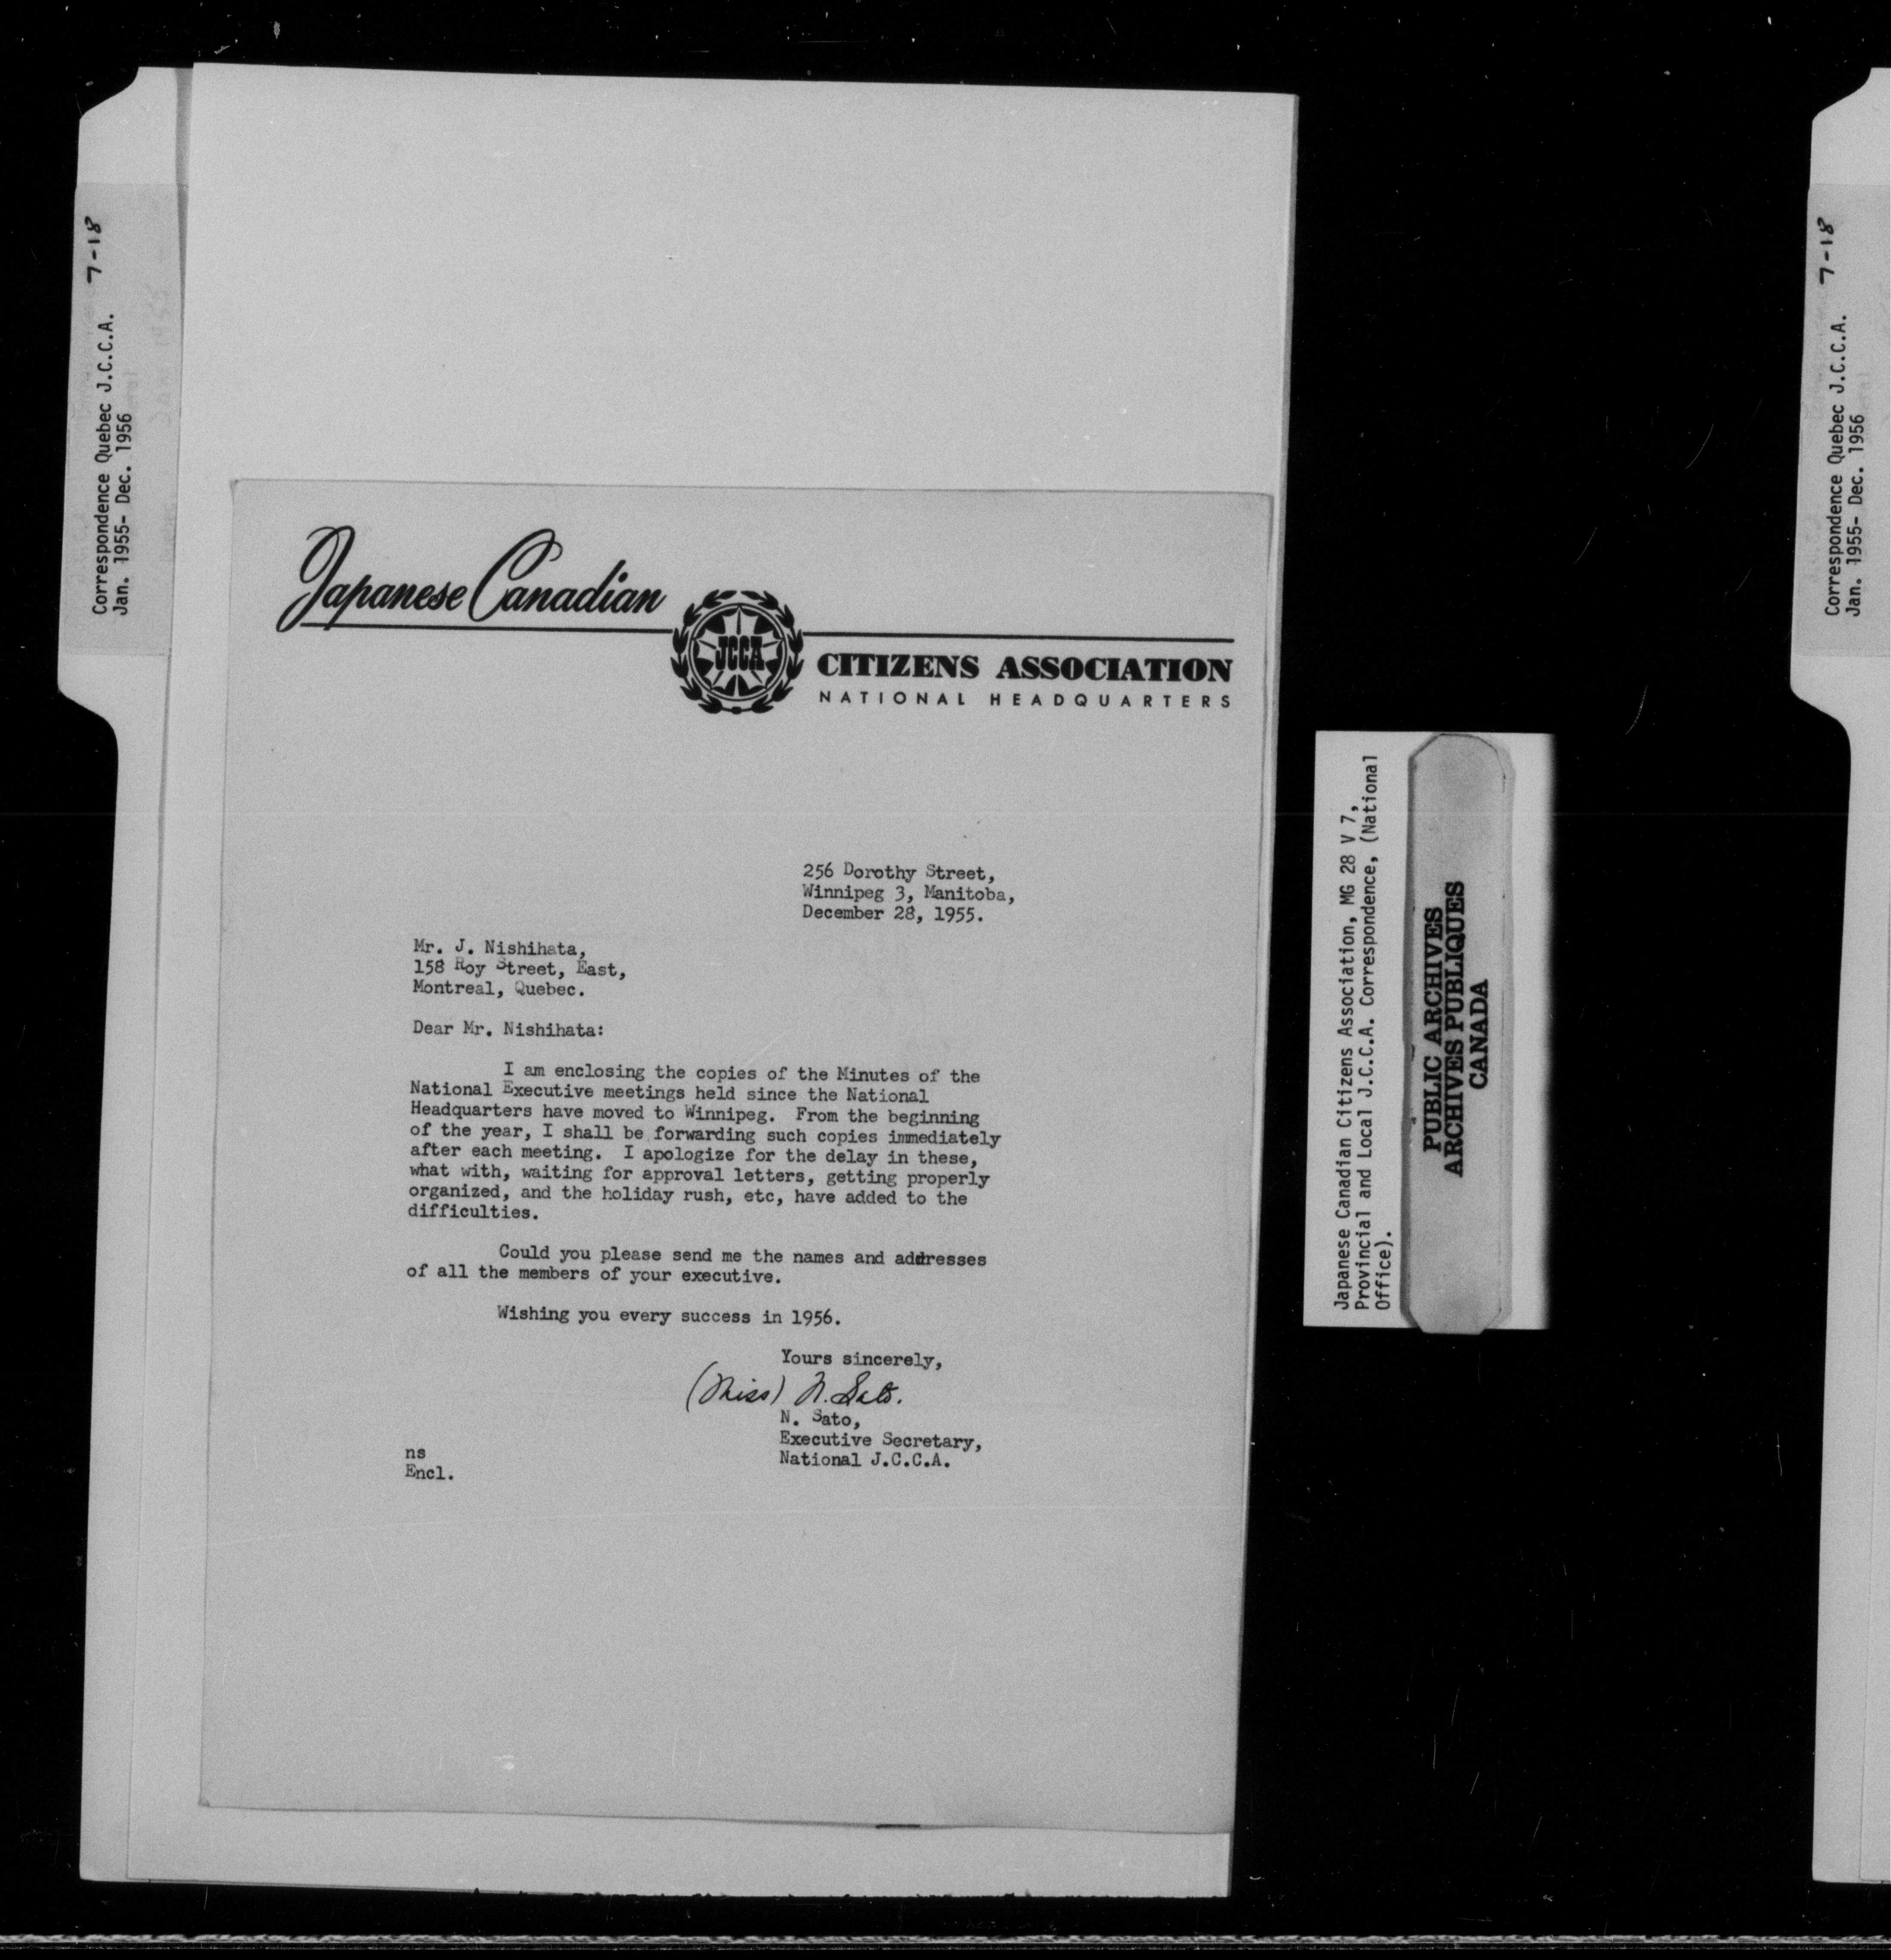 Correspondence Quebec J.C.C.A. 7-18
Jan. 1955- Dec. 1956
Japanese Canadian
JCCA
CITIZENS ASSOCIATION
NATIONAL HEADQUARTERS
256 Dorothy Street,
Winnipeg 3, Manitoba,
December 28, 1955.
Mr. J. Nishihata,
158 Roy Street, East,
Montreal, Quebec.
Dear Mr. Nishihata:
I am enclosing the copies of the Minutes of the
National Executive meetings held since the National
Headquarters have moved to Winnipeg. From the beginning
of the year, I shall be forwarding such copies immediately
after each meeting. I apologize for the delay in these,
what with, waiting for approval letters, getting properly
organized, and the holiday rush, etc, have added to the
difficulties.
Could you please send me the names and addresses
of all the members of your executive.
Wishing you every success in 1956.
Yours sincerely,
(Miss) N. Sato.
N. Sato,
Executive Secretary,
National J.C.C.A.
ns
Encl.
Japanese Canadian Citizens Association, MG 28 V 7,
Provincial and Local J.C.C.A. Correspondence, (National
Office).
PUBLIC ARCHIVES
ARCHIVES PUBLIQUES
CANADA
Correspondence Quebec J.C.C.A. 7-18
Jan. 1955- Dec. 1956